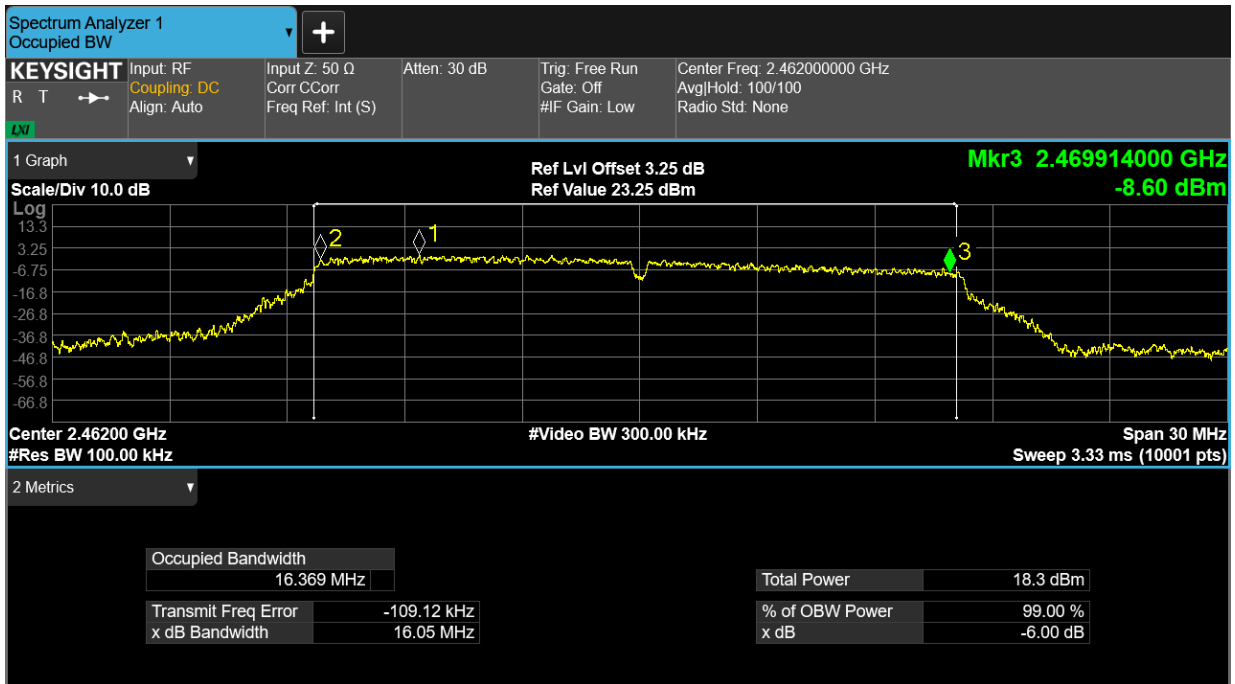 Spectrum Analyzer 1
Occupied BW
▼
+
KEYSIGHT
R T
LXI
Input: RF
Coupling: DC
Align: Auto
Input Z: 50 Ω
Corr CCorr
Freq Ref: Int (S)
Atten: 30 dB
Trig: Free Run
Gate: Off
#IF Gain: Low
Center Freq: 2.462000000 GHz
Avg|Hold: 100/100
Radio Std: None
1 Graph ▼
Scale/Div 10.0 dB
Ref Lvl Offset 3.25 dB
Ref Value 23.25 dBm
Mkr3 2.469914000 GHz
-8.60 dBm
Log
13.3
3.25
-6.75
-16.8
-26.8
-36.8
-46.8
-56.8
-66.8
2
1
3
Center 2.46200 GHz
#Video BW 300.00 kHz
Span 30 MHz
#Res BW 100.00 kHz
Sweep 3.33 ms (10001 pts)
2 Metrics ▼
Occupied Bandwidth
16.369 MHz
Total Power 18.3 dBm
Transmit Freq Error -109.12 kHz
% of OBW Power 99.00 %
x dB Bandwidth 16.05 MHz
x dB -6.00 dB